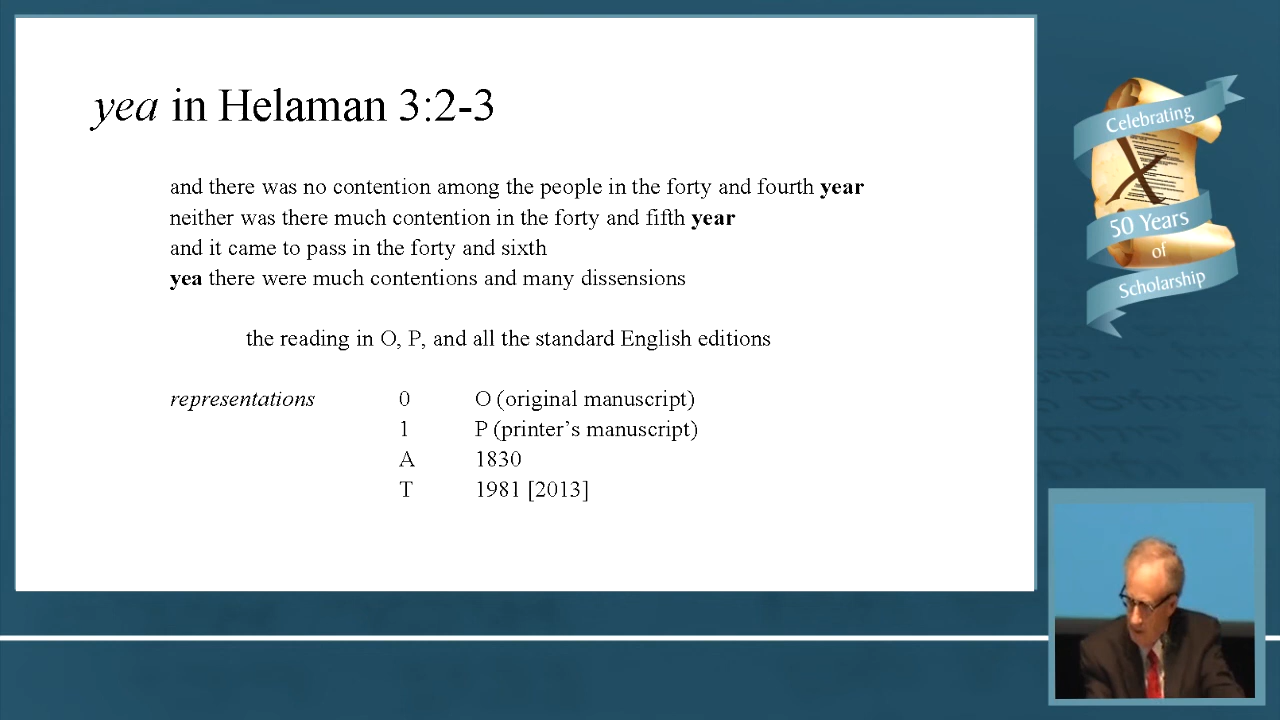 yea in Helaman 3:2-3
and there was no contention among the people in the forty and fourth year
neither was there much contention in the forty and fifth year
and it came to pass in the forty and sixth
yea there were much contentions and many dissensions
the reading in O, P, and all the standard English editions
representations 0 O (original manuscript)
1 P (printer’s manuscript)
A 1830
T 1981 [2013]
Celebrating
50 Years
of
Scholarship